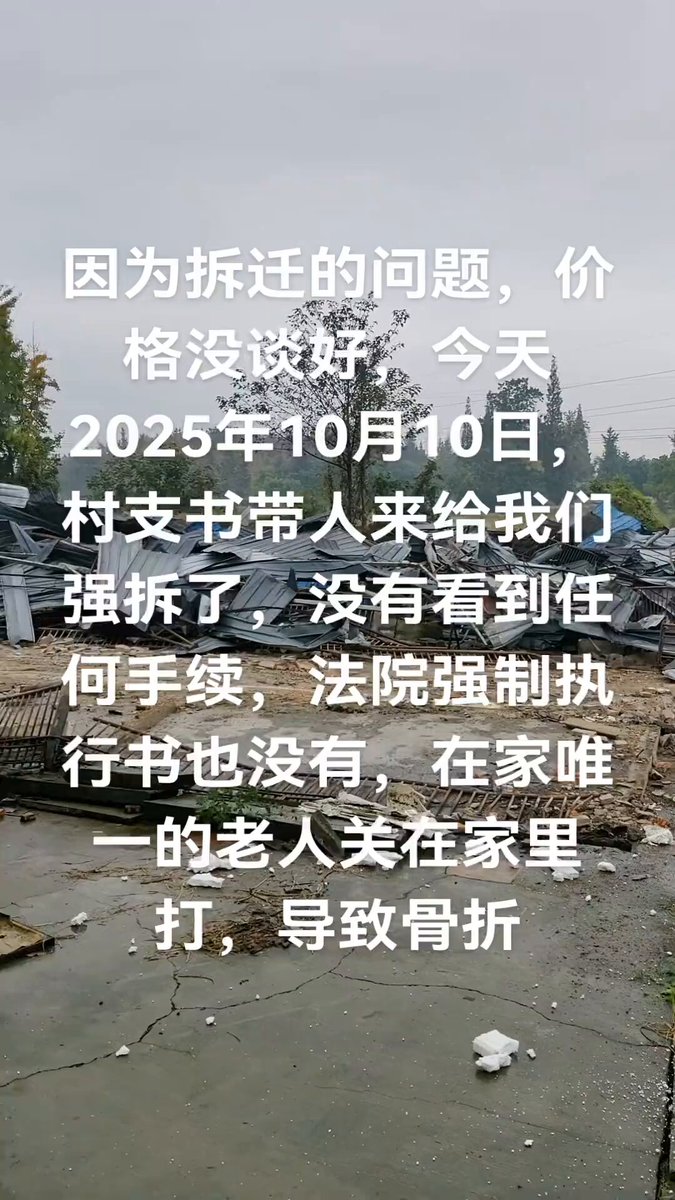 因为拆迁的问题，价
格没谈好，今天
2025年10月10日，
村支书带人来给我们
强拆了，没有看到任
何手续，法院强制执
行书也没有，在家唯
一的老人关在家里
打，导致骨折